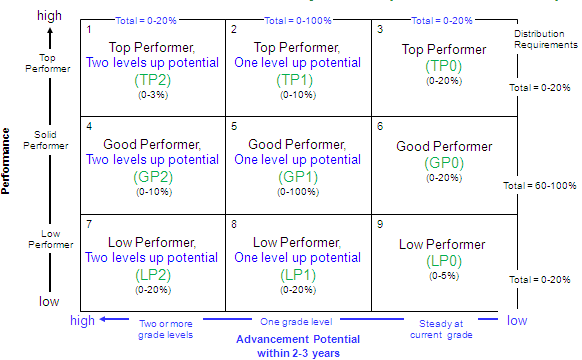 high
Total = 0-20%
Total = 0-100%
Total = 0-20%
Distribution
Requirements
1
Top Performer,
Two levels up potential
(TP2)
(0-3%)
2
Top Performer,
One level up potential
(TP1)
(0-10%)
3
Top Performer
(TP0)
(0-20%)
Top
Performer
Total = 0-20%
Performance
4
Good Performer,
Two levels up potential
(GP2)
(0-10%)
5
Good Performer,
One level up potential
(GP1)
(0-100%)
6
Good Performer
(GP0)
(0-20%)
Solid
Performer
Total = 60-100%
7
Low Performer,
Two levels up potential
(LP2)
(0-20%)
8
Low Performer,
One level up potential
(LP1)
(0-20%)
9
Low Performer
(LP0)
(0-5%)
Low
Performer
Total = 0-20%
low
high
Two or more
grade levels
One grade level
Steady at
current grade
low
Advancement Potential
within 2-3 years